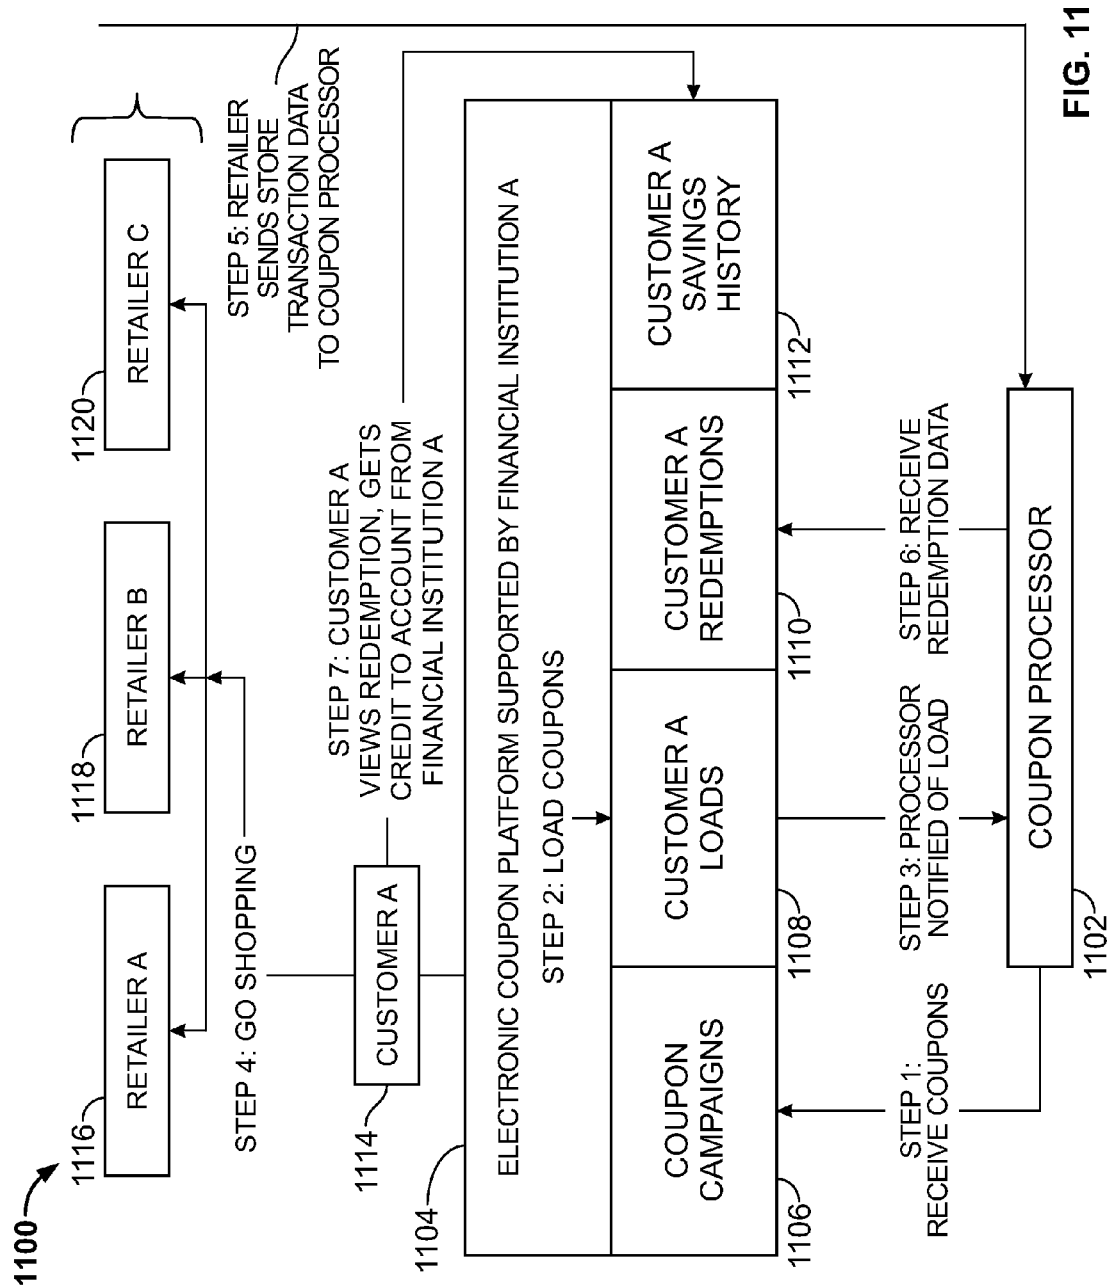 1100
1116
RETAILER A
1118
RETAILER B
1120
RETAILER C
STEP 4: GO SHOPPING
STEP 5: RETAILER
SENDS STORE
TRANSACTION DATA
TO COUPON PROCESSOR
1114
CUSTOMER A
STEP 7: CUSTOMER A
VIEWS REDEMPTION, GETS
CREDIT TO ACCOUNT FROM
FINANCIAL INSTITUTION A
1104
ELECTRONIC COUPON PLATFORM SUPPORTED BY FINANCIAL INSTITUTION A
STEP 2: LOAD COUPONS
COUPON
CAMPAIGNS
1106
CUSTOMER A
LOADS
1108
CUSTOMER A
REDEMPTIONS
1110
CUSTOMER A
SAVINGS
HISTORY
1112
STEP 1:
RECEIVE COUPONS
STEP 3: PROCESSOR
NOTIFIED OF LOAD
STEP 6: RECEIVE
REDEMPTION DATA
1102
COUPON PROCESSOR
FIG. 11